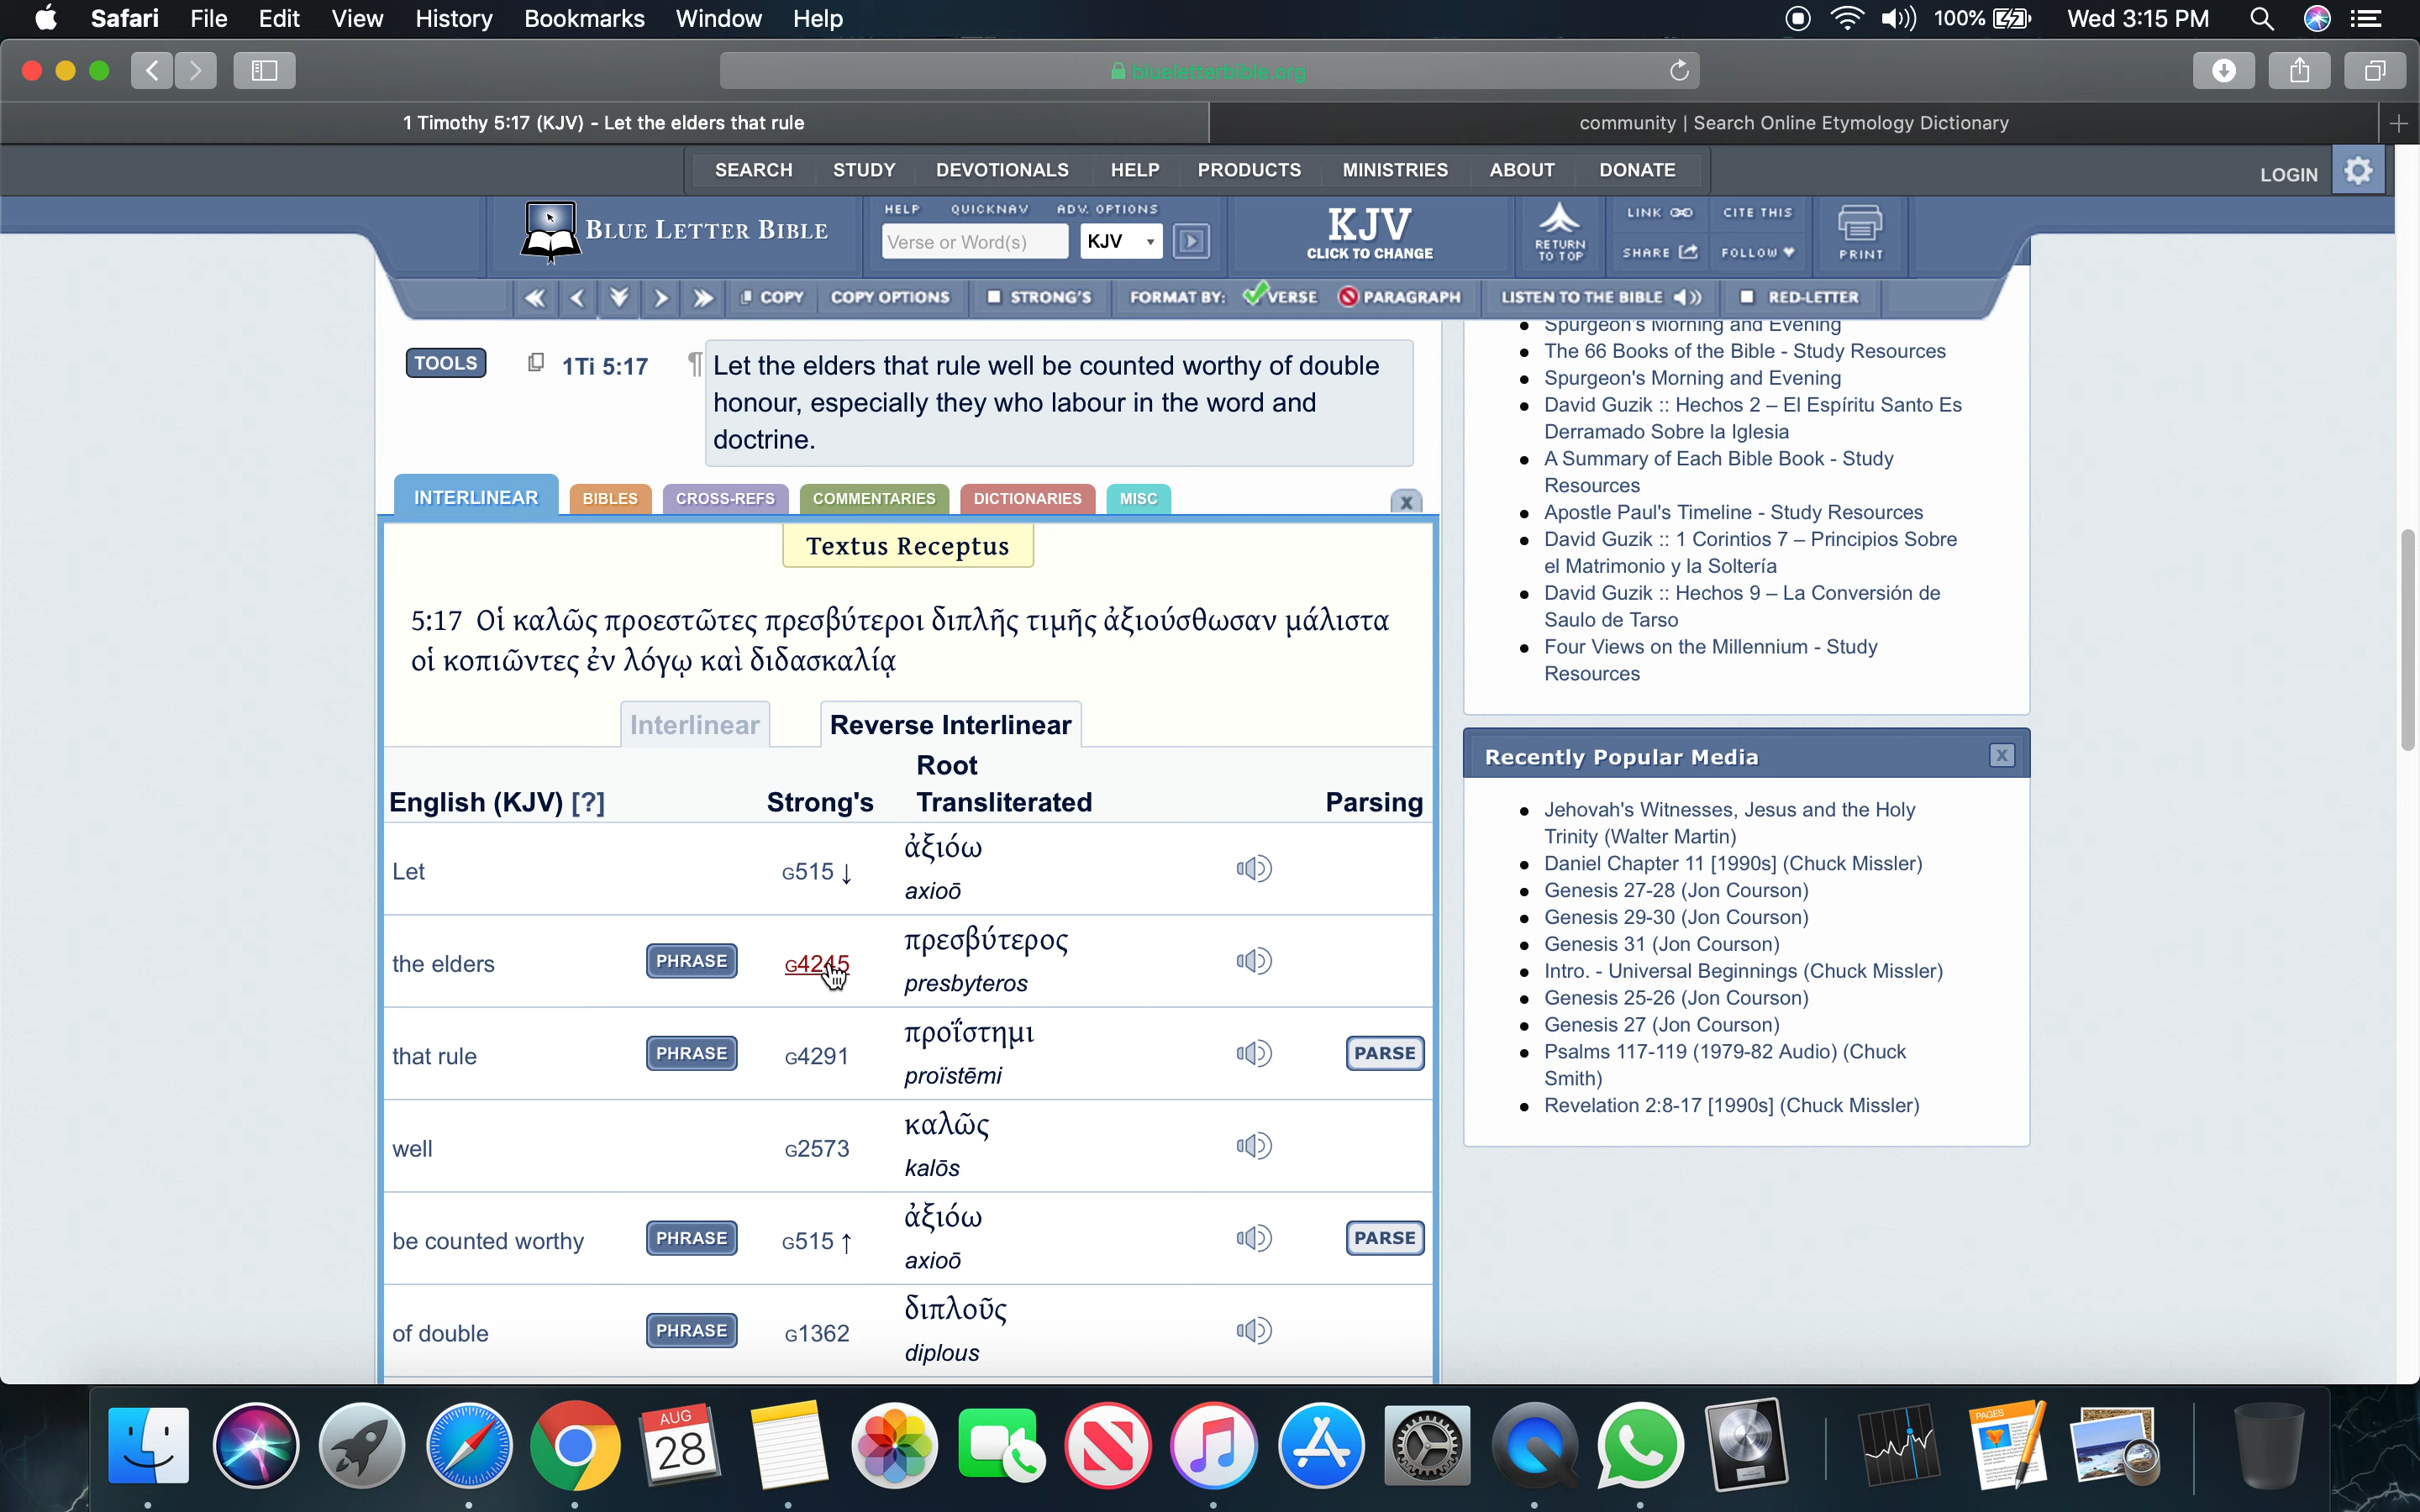 Safari File Edit View History Bookmarks Window Help
100% Wed 3:15 PM
blueletterbible.org
1 Timothy 5:17 (KJV) - Let the elders that rule
community | Search Online Etymology Dictionary
SEARCH STUDY DEVOTIONALS HELP PRODUCTS MINISTRIES ABOUT DONATE
LOGIN
BLUE LETTER BIBLE
HELP QUICKNAV ADV. OPTIONS
Verse or Word(s) KJV
KJV
CLICK TO CHANGE
RETURN
TO TOP
LINK CITE THIS
SHARE FOLLOW
PRINT
COPY COPY OPTIONS STRONG'S FORMAT BY: VERSE PARAGRAPH LISTEN TO THE BIBLE RED-LETTER
TOOLS 1Ti 5:17 ¶ Let the elders that rule well be counted worthy of double
honour, especially they who labour in the word and
doctrine.
INTERLINEAR BIBLES CROSS-REFS COMMENTARIES DICTIONARIES MISC X
Textus Receptus
5:17 Οἱ καλῶς προεστῶτες πρεσβύτεροι διπλῆς τιμῆς ἀξιούσθωσαν μάλιστα
οἱ κοπιῶντες ἐν λόγῳ καὶ διδασκαλίᾳ
Interlinear Reverse Interlinear
English (KJV) [?] Strong's Root
Transliterated Parsing
Let G515 ↓ ἀξιόω
axioō
the elders PHRASE G4245 πρεσβύτερος
presbyteros
that rule PHRASE G4291 προΐστημι PARSE
proïstēmi
well G2573 καλῶς
kalōs
be counted worthy PHRASE G515 ↑ ἀξιόω PARSE
axioō
of double PHRASE G1362 διπλοῦς
diplous
Spurgeon's Morning and Evening
The 66 Books of the Bible - Study Resources
Spurgeon's Morning and Evening
David Guzik :: Hechos 2 – El Espíritu Santo Es
Derramado Sobre la Iglesia
A Summary of Each Bible Book - Study
Resources
Apostle Paul's Timeline - Study Resources
David Guzik :: 1 Corintios 7 – Principios Sobre
el Matrimonio y la Soltería
David Guzik :: Hechos 9 – La Conversión de
Saulo de Tarso
Four Views on the Millennium - Study
Resources
Recently Popular Media X
Jehovah's Witnesses, Jesus and the Holy
Trinity (Walter Martin)
Daniel Chapter 11 [1990s] (Chuck Missler)
Genesis 27-28 (Jon Courson)
Genesis 29-30 (Jon Courson)
Genesis 31 (Jon Courson)
Intro. - Universal Beginnings (Chuck Missler)
Genesis 25-26 (Jon Courson)
Genesis 27 (Jon Courson)
Psalms 117-119 (1979-82 Audio) (Chuck
Smith)
Revelation 2:8-17 [1990s] (Chuck Missler)
AUG
28
PAGES